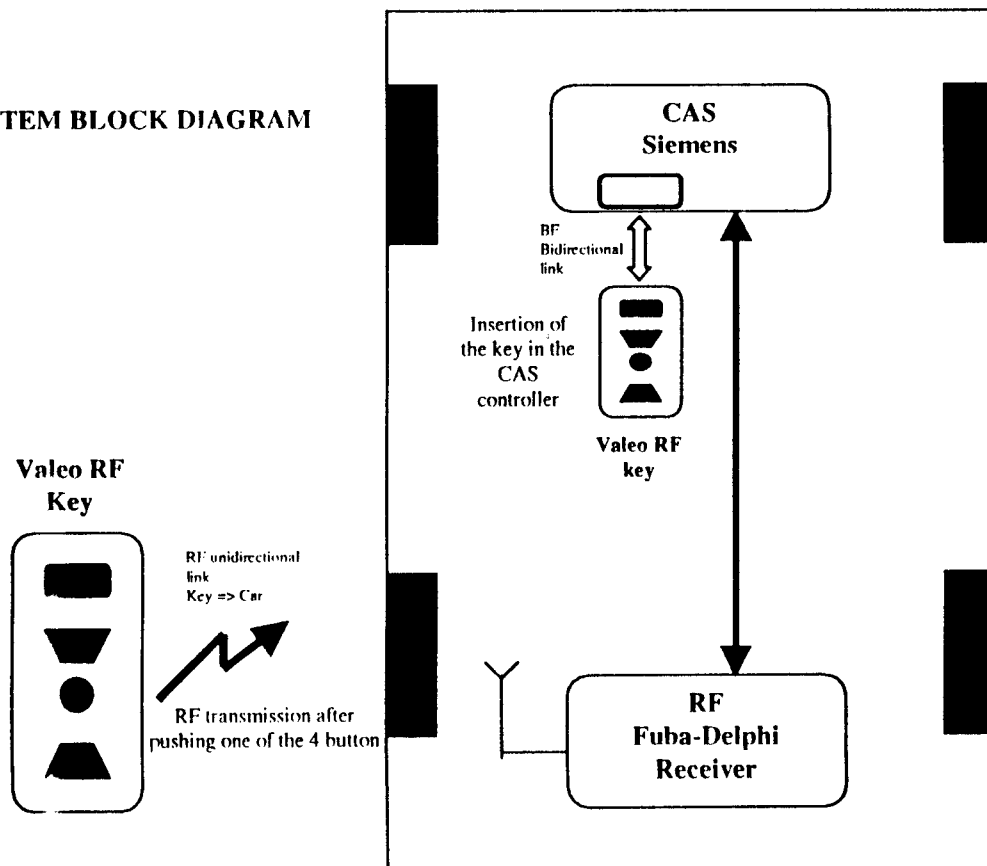 TEM BLOCK DIAGRAM
CAS
Siemens
BF
Bidirectional
link
Insertion of
the key in the
CAS
controller
Valeo RF
key
Valeo RF
Key
RF unidirectional
link
Key => Car
RF transmission after
pushing one of the 4 button
RF
Fuba-Delphi
Receiver